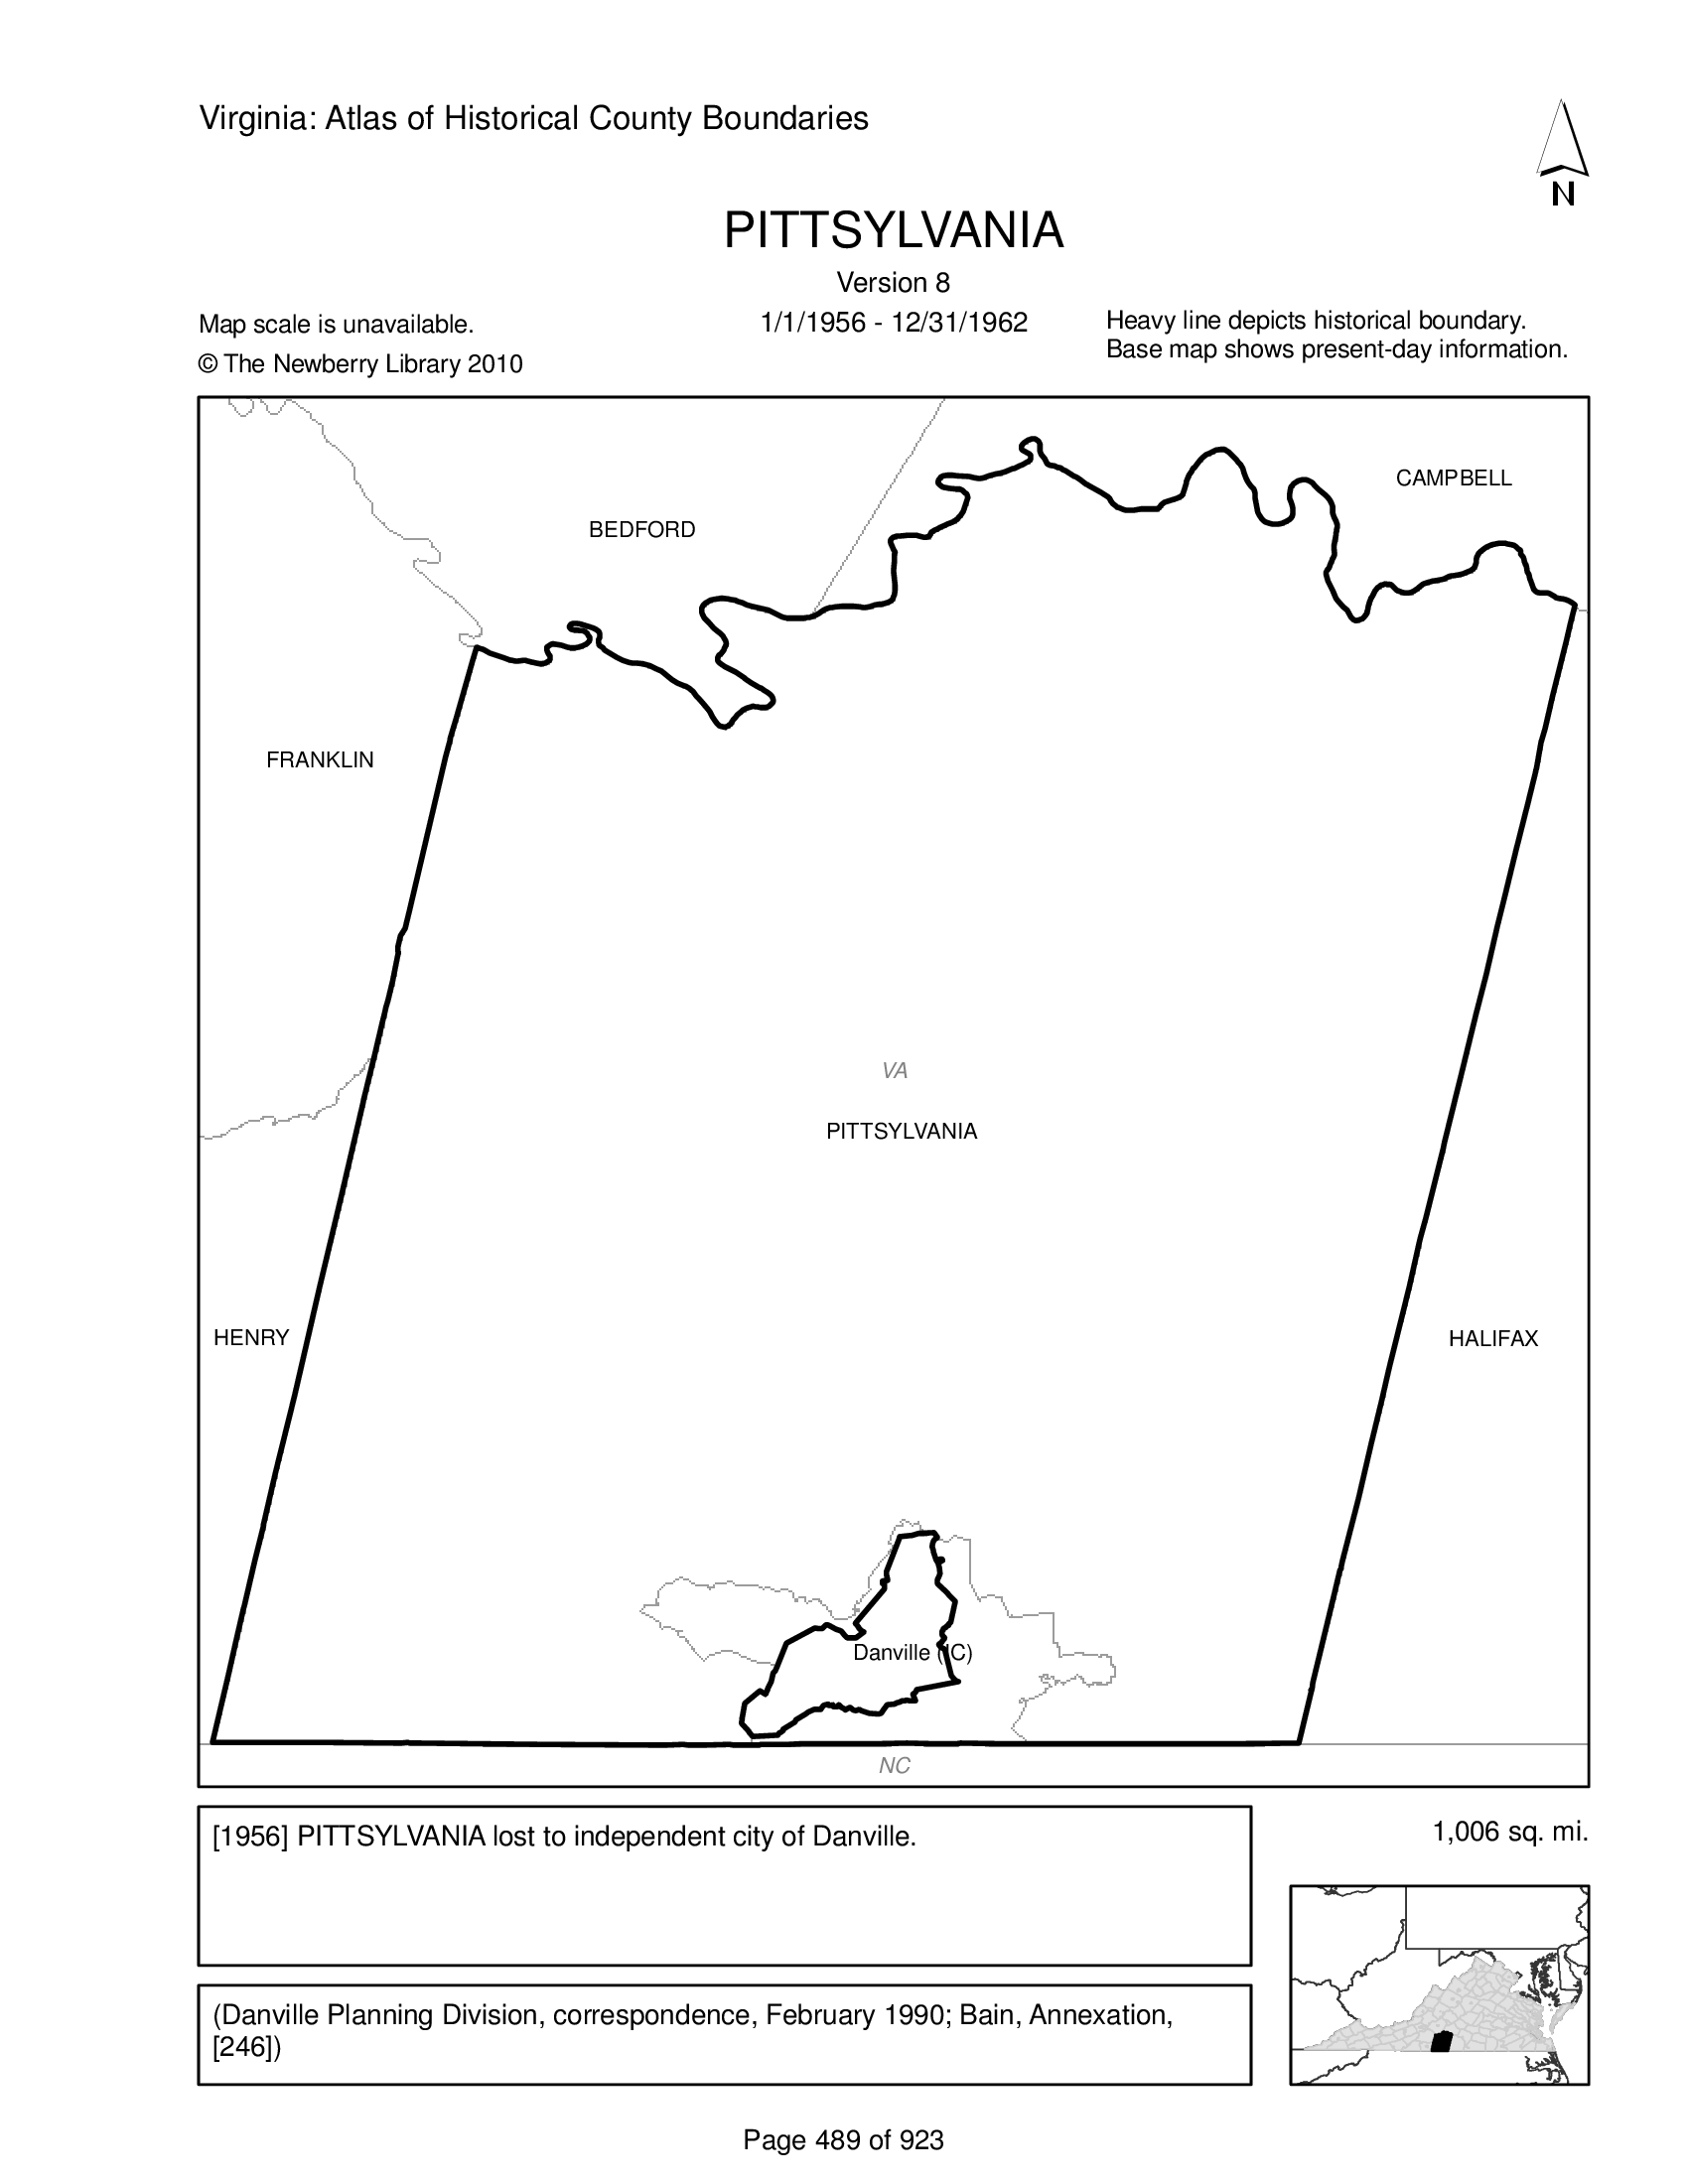 Virginia: Atlas of Historical County Boundaries
N
PITTSYLVANIA
Version 8
1/1/1956 - 12/31/1962
Map scale is unavailable.
© The Newberry Library 2010
Heavy line depicts historical boundary.
Base map shows present-day information.
CAMPBELL
BEDFORD
FRANKLIN
VA
PITTSYLVANIA
HENRY
HALIFAX
Danville (IC)
NC
[1956] PITTSYLVANIA lost to independent city of Danville.
1,006 sq. mi.
(Danville Planning Division, correspondence, February 1990; Bain, Annexation,
[246])
Page 489 of 923